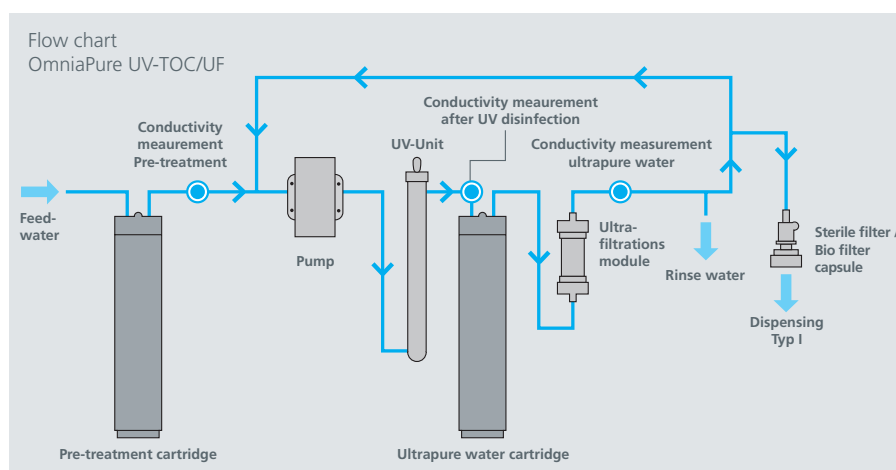 Flow chart
OmniaPure UV-TOC/UF
Conductivity
meaurement
Pre-treatment
Conductivity meaurement
after UV disinfection
UV-Unit
Conductivity measurement
ultrapure water
Feed-
water
Pump
Ultra-
filtrations
module
Rinse water
Sterile filter /
Bio filter
capsule
Dispensing
Typ I
Pre-treatment cartridge
Ultrapure water cartridge